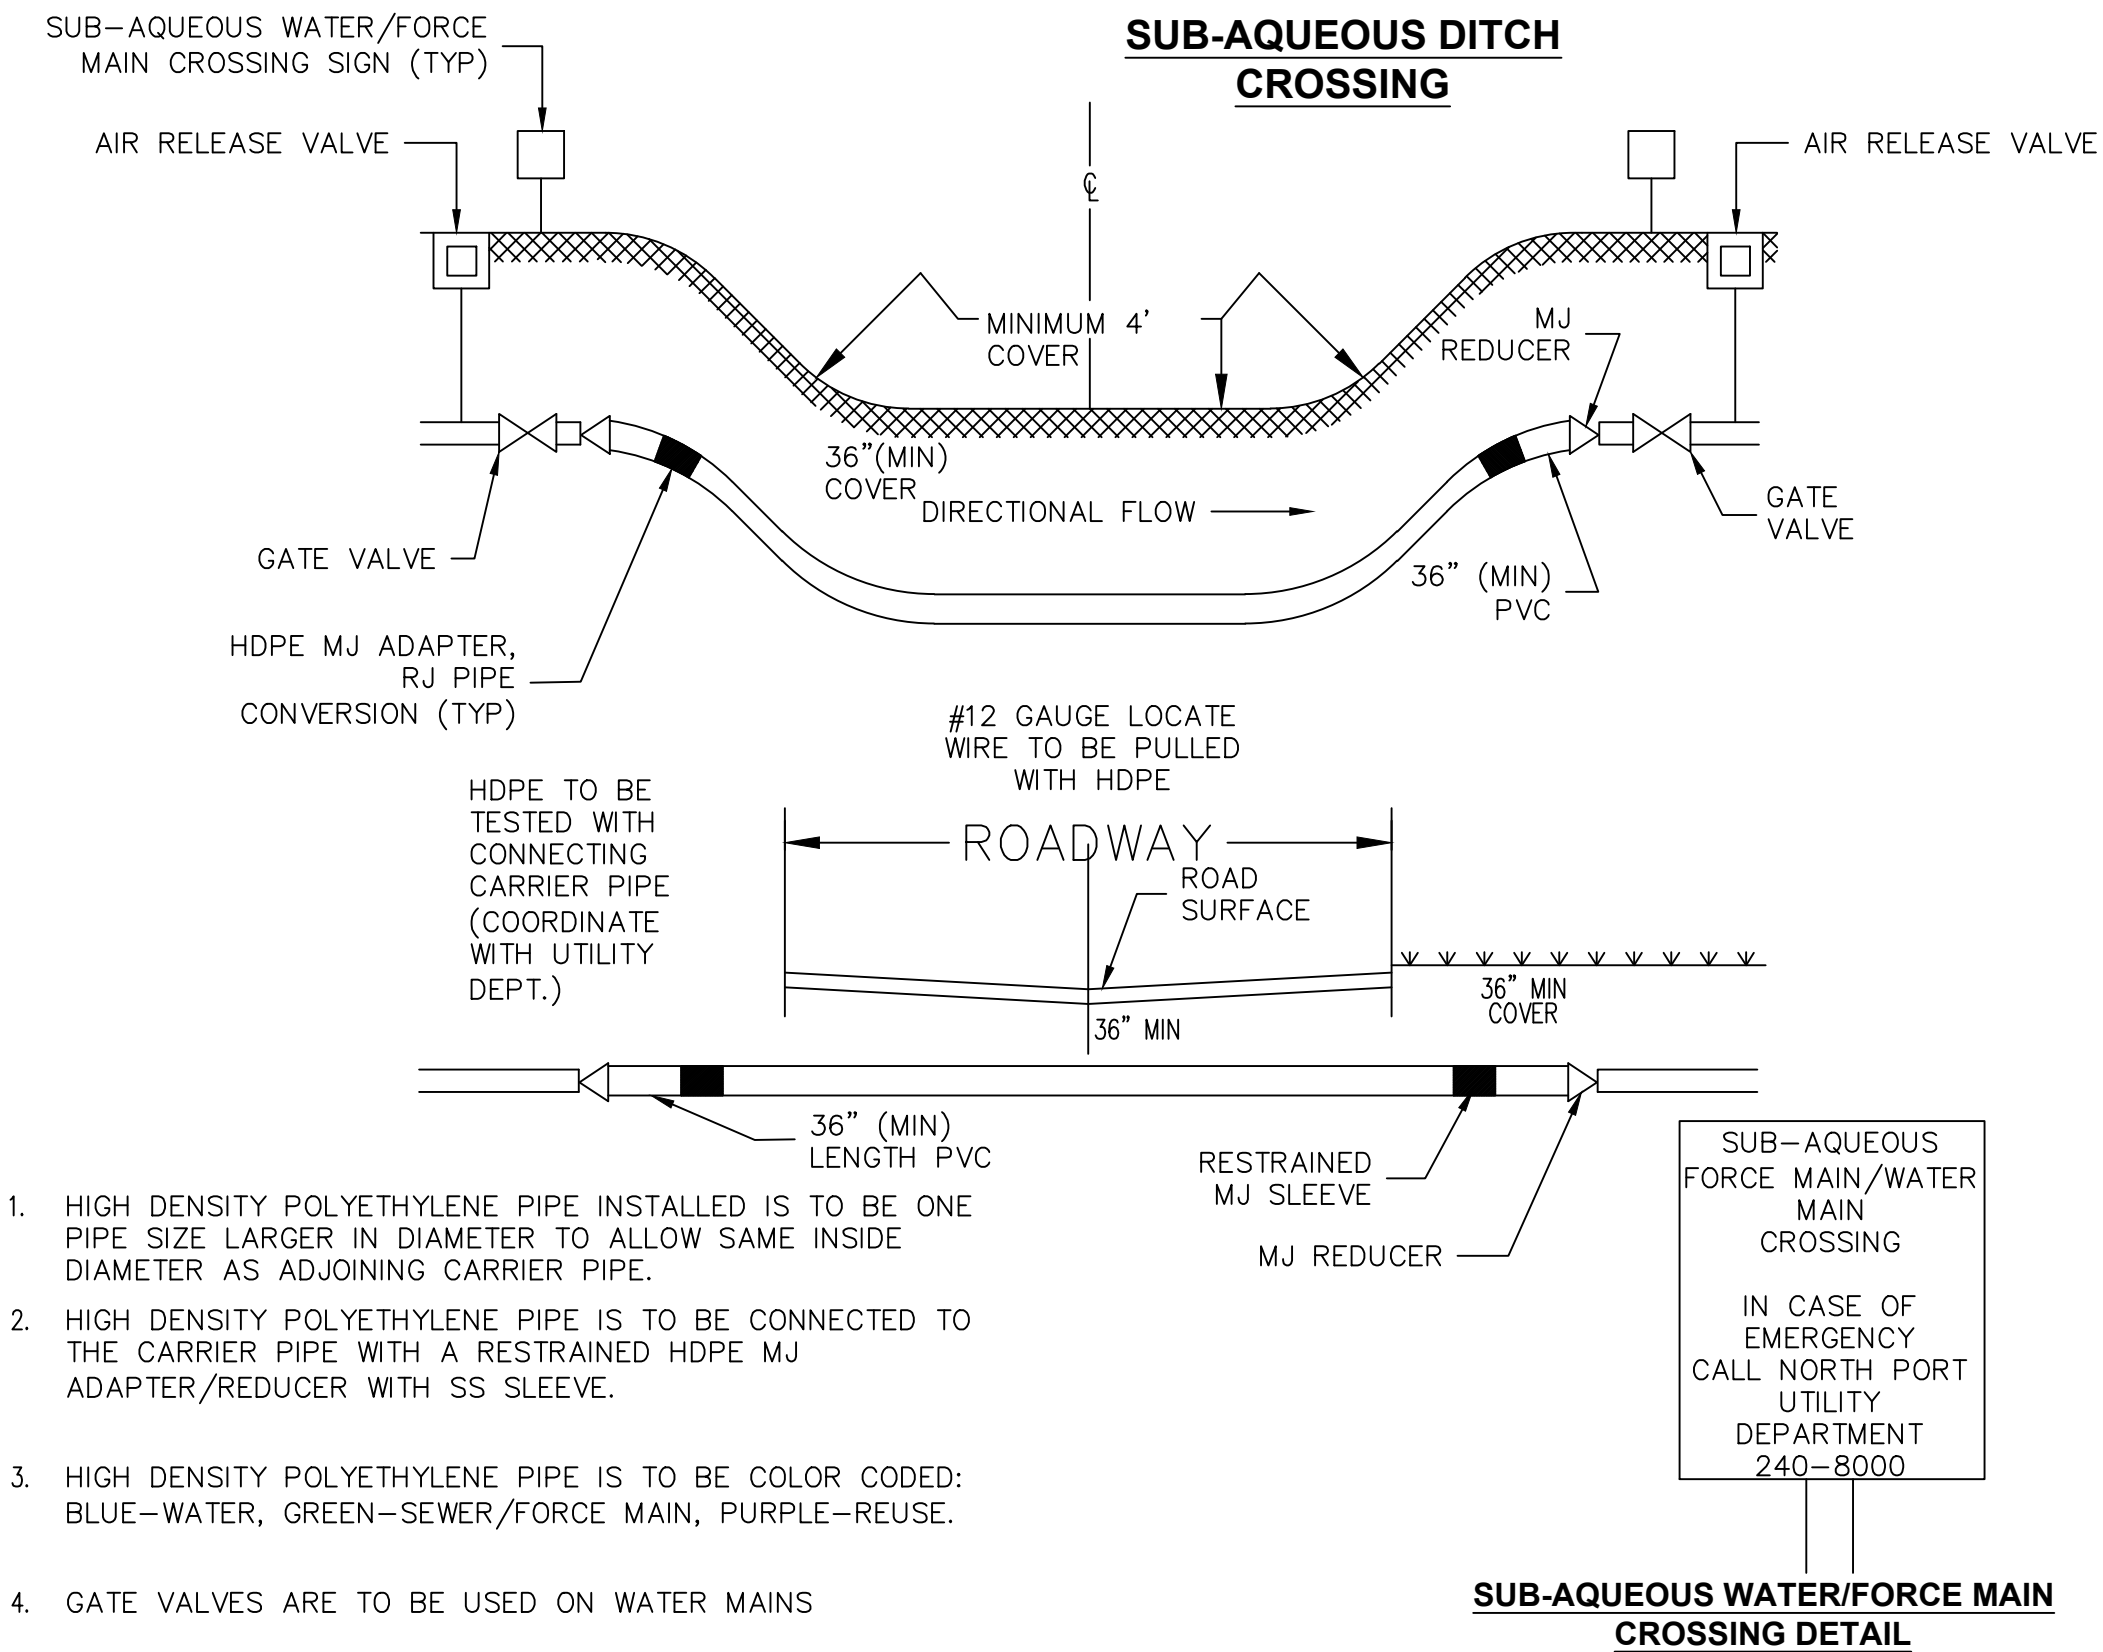 SUB-AQUEOUS DITCH
CROSSING
SUB-AQUEOUS WATER/FORCE
MAIN CROSSING SIGN (TYP)
AIR RELEASE VALVE
AIR RELEASE VALVE
℄
MINIMUM 4'
COVER
MJ
REDUCER
36"(MIN)
COVER
DIRECTIONAL FLOW
GATE
VALVE
GATE VALVE
36" (MIN)
PVC
HDPE MJ ADAPTER,
RJ PIPE
CONVERSION (TYP)
#12 GAUGE LOCATE
WIRE TO BE PULLED
WITH HDPE
HDPE TO BE
TESTED WITH
CONNECTING
CARRIER PIPE
(COORDINATE
WITH UTILITY
DEPT.)
ROADWAY
ROAD
SURFACE
36" MIN
COVER
36" MIN
36" (MIN)
LENGTH PVC
RESTRAINED
MJ SLEEVE
MJ REDUCER
SUB-AQUEOUS
FORCE MAIN/WATER
MAIN
CROSSING
IN CASE OF
EMERGENCY
CALL NORTH PORT
UTILITY
DEPARTMENT
240-8000
1. HIGH DENSITY POLYETHYLENE PIPE INSTALLED IS TO BE ONE
PIPE SIZE LARGER IN DIAMETER TO ALLOW SAME INSIDE
DIAMETER AS ADJOINING CARRIER PIPE.
2. HIGH DENSITY POLYETHYLENE PIPE IS TO BE CONNECTED TO
THE CARRIER PIPE WITH A RESTRAINED HDPE MJ
ADAPTER/REDUCER WITH SS SLEEVE.
3. HIGH DENSITY POLYETHYLENE PIPE IS TO BE COLOR CODED:
BLUE-WATER, GREEN-SEWER/FORCE MAIN, PURPLE-REUSE.
4. GATE VALVES ARE TO BE USED ON WATER MAINS
SUB-AQUEOUS WATER/FORCE MAIN
CROSSING DETAIL